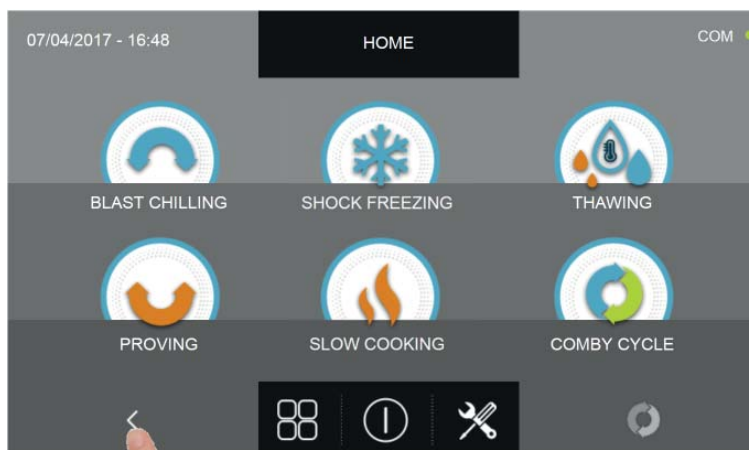 07/04/2017 - 16:48 HOME COM
BLAST CHILLING SHOCK FREEZING THAWING
PROVING SLOW COOKING COMBY CYCLE